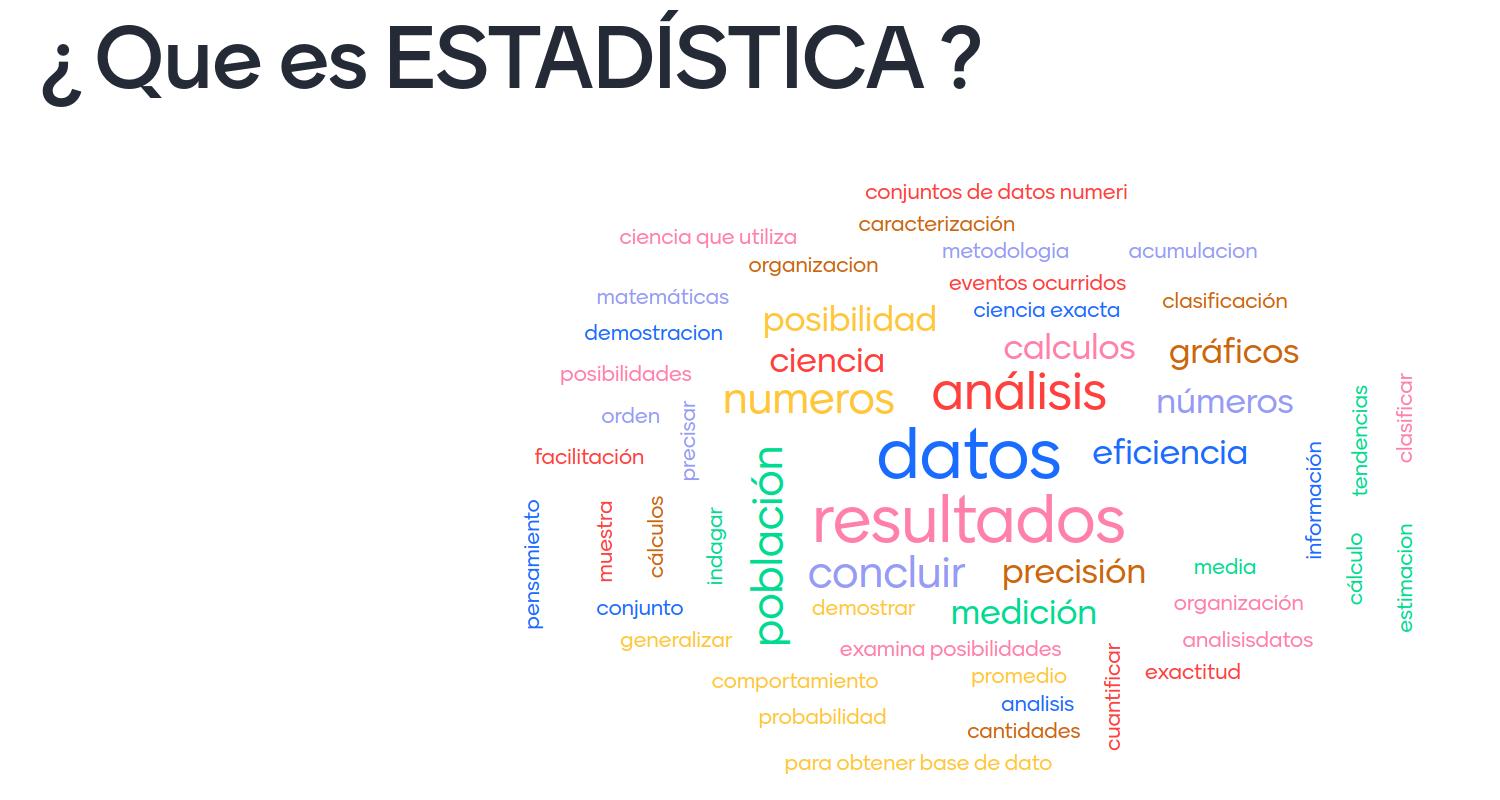 ¿ Que es ESTADÍSTICA ?
conjuntos de datos numeri
caracterización
ciencia que utiliza
metodologia
acumulacion
organizacion
eventos ocurridos
matemáticas
clasificación
ciencia exacta
posibilidad
demostracion
calculos
gráficos
ciencia
posibilidades
análisis
numeros
números
orden
precisar
tendencias
clasificar
datos
eficiencia
facilitación
población
información
resultados
pensamiento
muestra
cálculos
indagar
concluir
precisión
media
cálculo
estimacion
conjunto
demostrar
medición
organización
generalizar
examina posibilidades
analisisdatos
comportamiento
promedio
cuantificar
exactitud
analisis
probabilidad
cantidades
para obtener base de dato